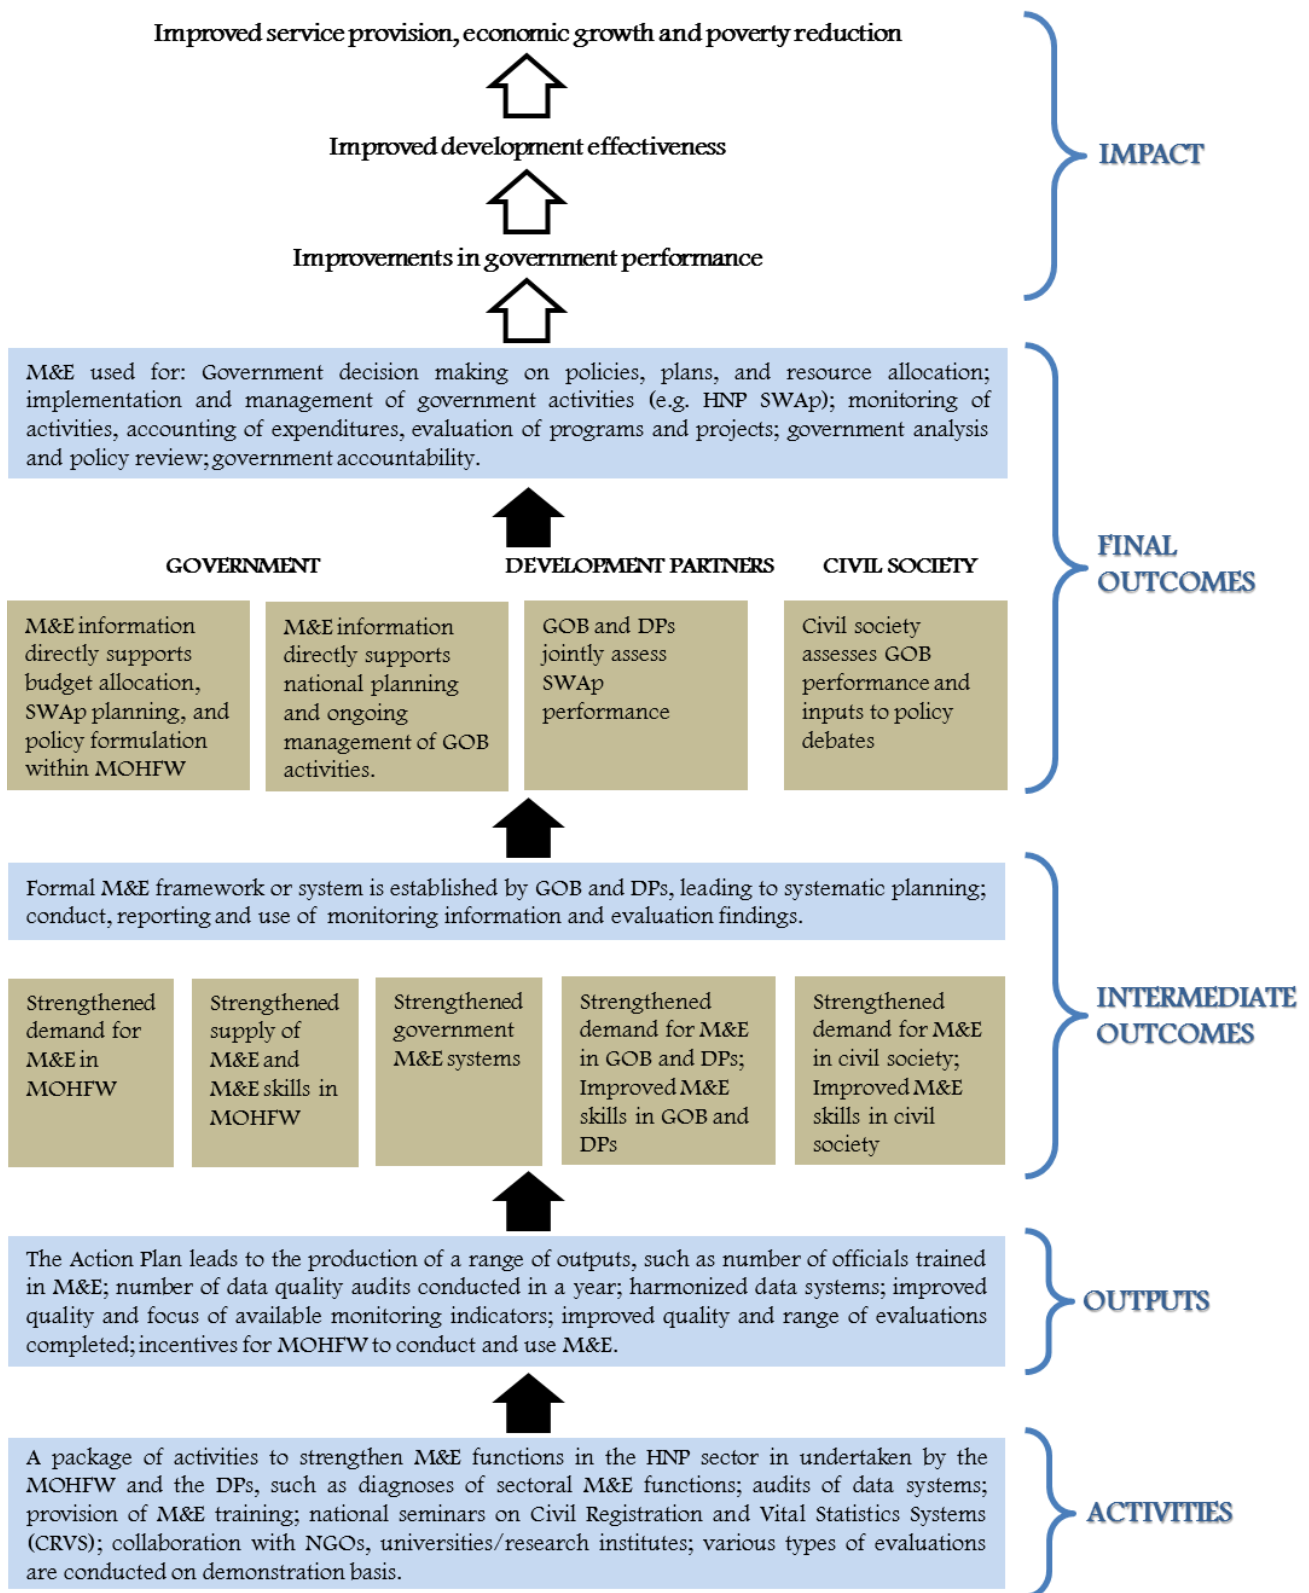 Improved service provision, economic growth and poverty reduction
Improved development effectiveness
Improvements in government performance
IMPACT
M&E used for: Government decision making on policies, plans, and resource allocation;
implementation and management of government activities (e.g. HNP SWAp); monitoring of
activities, accounting of expenditures, evaluation of programs and projects; government analysis
and policy review; government accountability.
GOVERNMENT
DEVELOPMENT PARTNERS
CIVIL SOCIETY
M&E information
directly supports
budget allocation,
SWAp planning, and
policy formulation
within MOHFW
M&E information
directly supports
national planning
and ongoing
management of GOB
activities.
GOB and DPs
jointly assess
SWAp
performance
Civil society
assesses GOB
performance and
inputs to policy
debates
FINAL
OUTCOMES
Formal M&E framework or system is established by GOB and DPs, leading to systematic planning;
conduct, reporting and use of monitoring information and evaluation findings.
Strengthened
demand for
M&E in
MOHFW
Strengthened
supply of
M&E and
M&E skills in
MOHFW
Strengthened
government
M&E systems
Strengthened
demand for M&E
in GOB and DPs;
Improved M&E
skills in GOB and
DPs
Strengthened
demand for M&E
in civil society;
Improved M&E
skills in civil
society
INTERMEDIATE
OUTCOMES
The Action Plan leads to the production of a range of outputs, such as number of officials trained
in M&E; number of data quality audits conducted in a year; harmonized data systems; improved
quality and focus of available monitoring indicators; improved quality and range of evaluations
completed; incentives for MOHFW to conduct and use M&E.
OUTPUTS
A package of activities to strengthen M&E functions in the HNP sector in undertaken by the
MOHFW and the DPs, such as diagnoses of sectoral M&E functions; audits of data systems;
provision of M&E training; national seminars on Civil Registration and Vital Statistics Systems
(CRVS); collaboration with NGOs, universities/research institutes; various types of evaluations
are conducted on demonstration basis.
ACTIVITIES